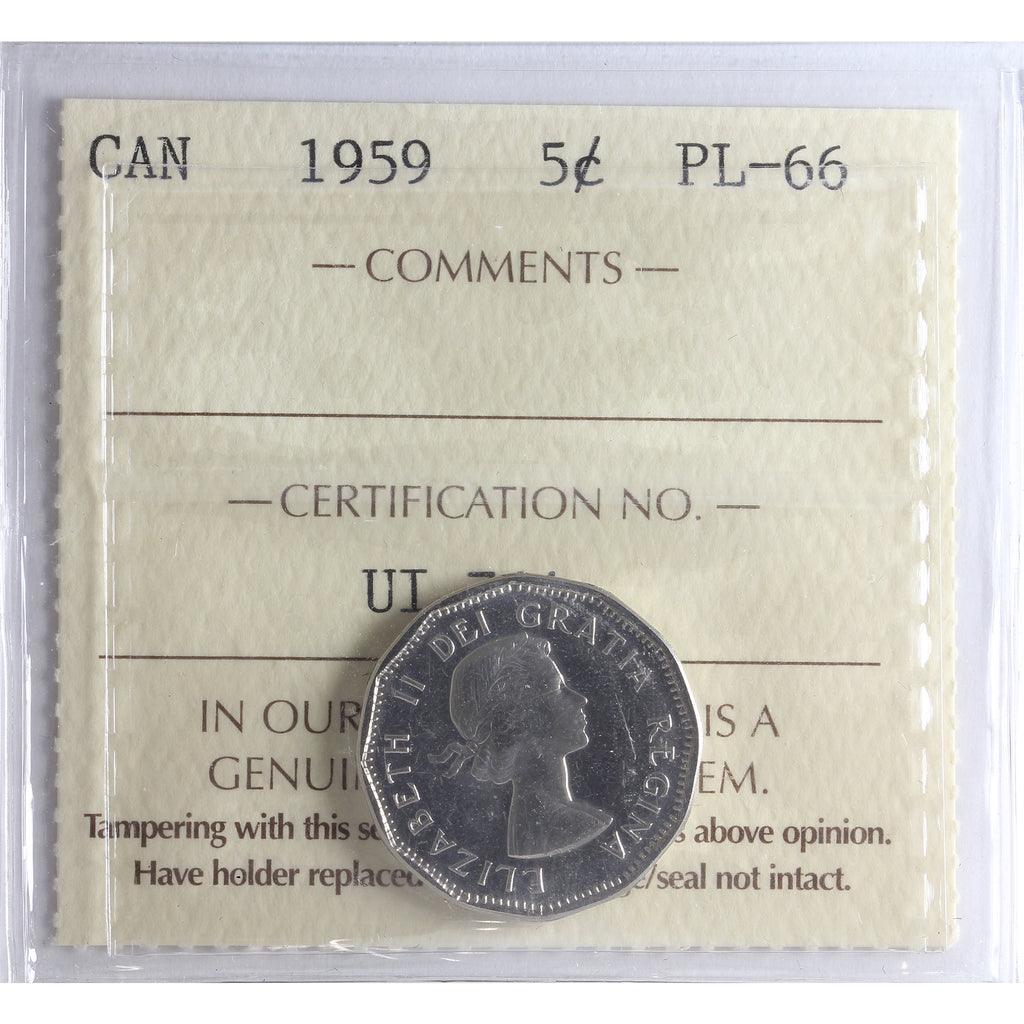 CAN 1959 5¢ PL-66
— COMMENTS —
— CERTIFICATION NO. —
UI
IN OUR IS A
GENUI EM.
Tampering with this se s above opinion.
Have holder replaced e/seal not intact.
ELIZABETH II DEI GRATIA REGINA